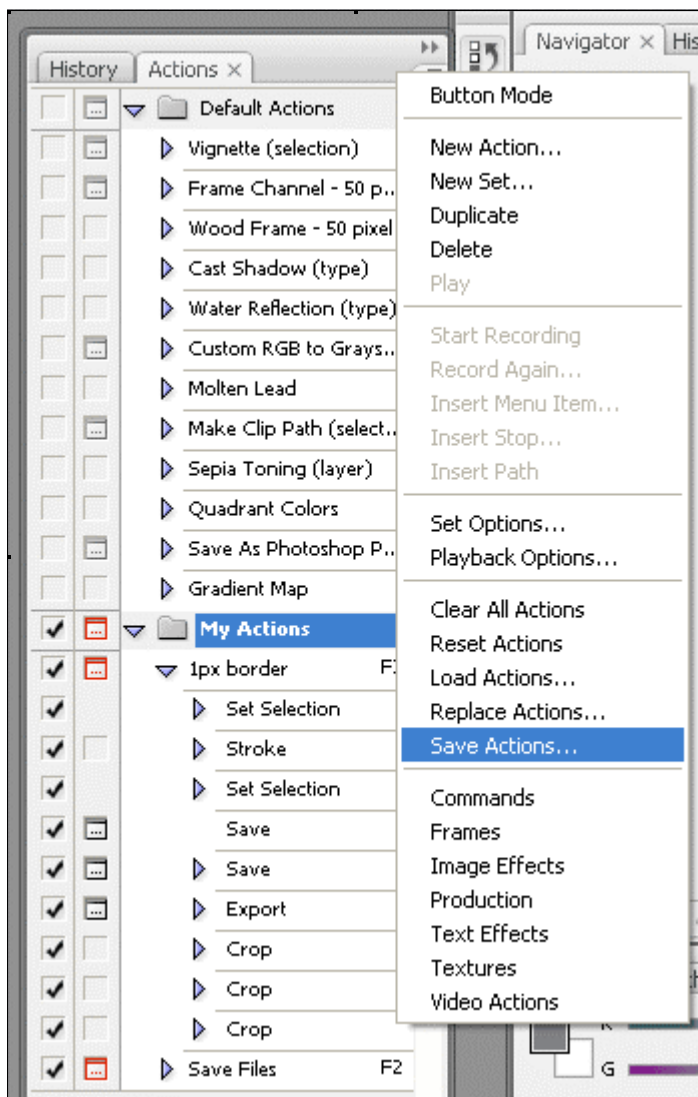 History
Actions
Navigator
His
Default Actions
Vignette (selection)
Frame Channel - 50 p...
Wood Frame - 50 pixel
Cast Shadow (type)
Water Reflection (type)
Custom RGB to Grays...
Molten Lead
Make Clip Path (select...
Sepia Toning (layer)
Quadrant Colors
Save As Photoshop P...
Gradient Map
My Actions
1px border
Set Selection
Stroke
Set Selection
Save
Save
Export
Crop
Crop
Crop
Save Files F2
Button Mode
New Action...
New Set...
Duplicate
Delete
Play
Start Recording
Record Again...
Insert Menu Item...
Insert Stop...
Insert Path
Set Options...
Playback Options...
Clear All Actions
Reset Actions
Load Actions...
Replace Actions...
Save Actions...
Commands
Frames
Image Effects
Production
Text Effects
Textures
Video Actions
G